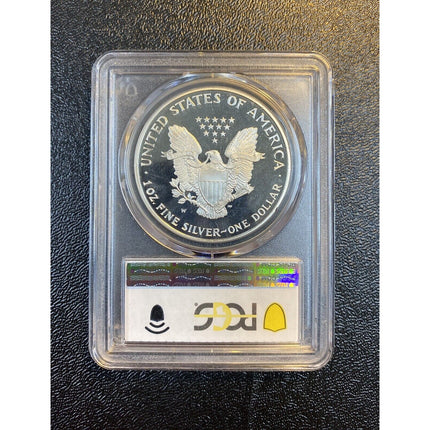 UNITED STATES OF AMERICA
1 OZ. FINE SILVER~ONE DOLLAR
W
PCGS